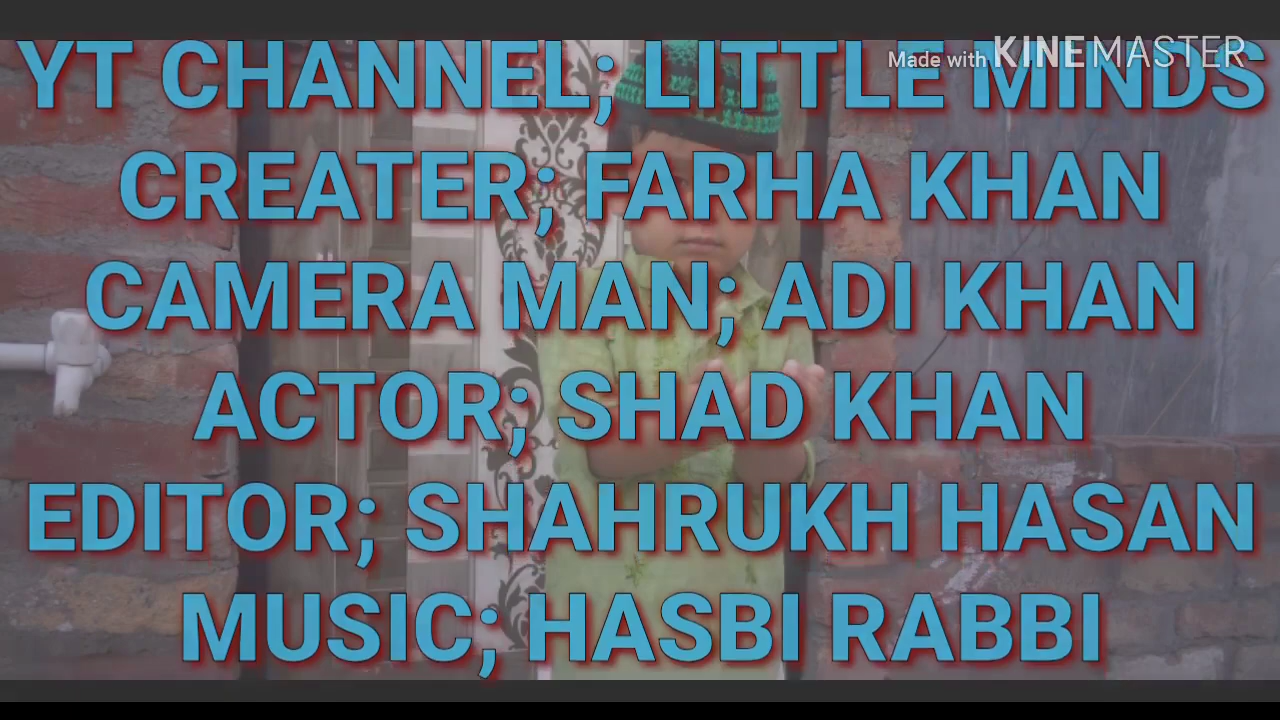 YT CHANNEL; LITTLE MINDS
Made with KINEMASTER
CREATER; FARHA KHAN
CAMERA MAN; ADI KHAN
ACTOR; SHAD KHAN
EDITOR; SHAHRUKH HASAN
MUSIC; HASBI RABBI